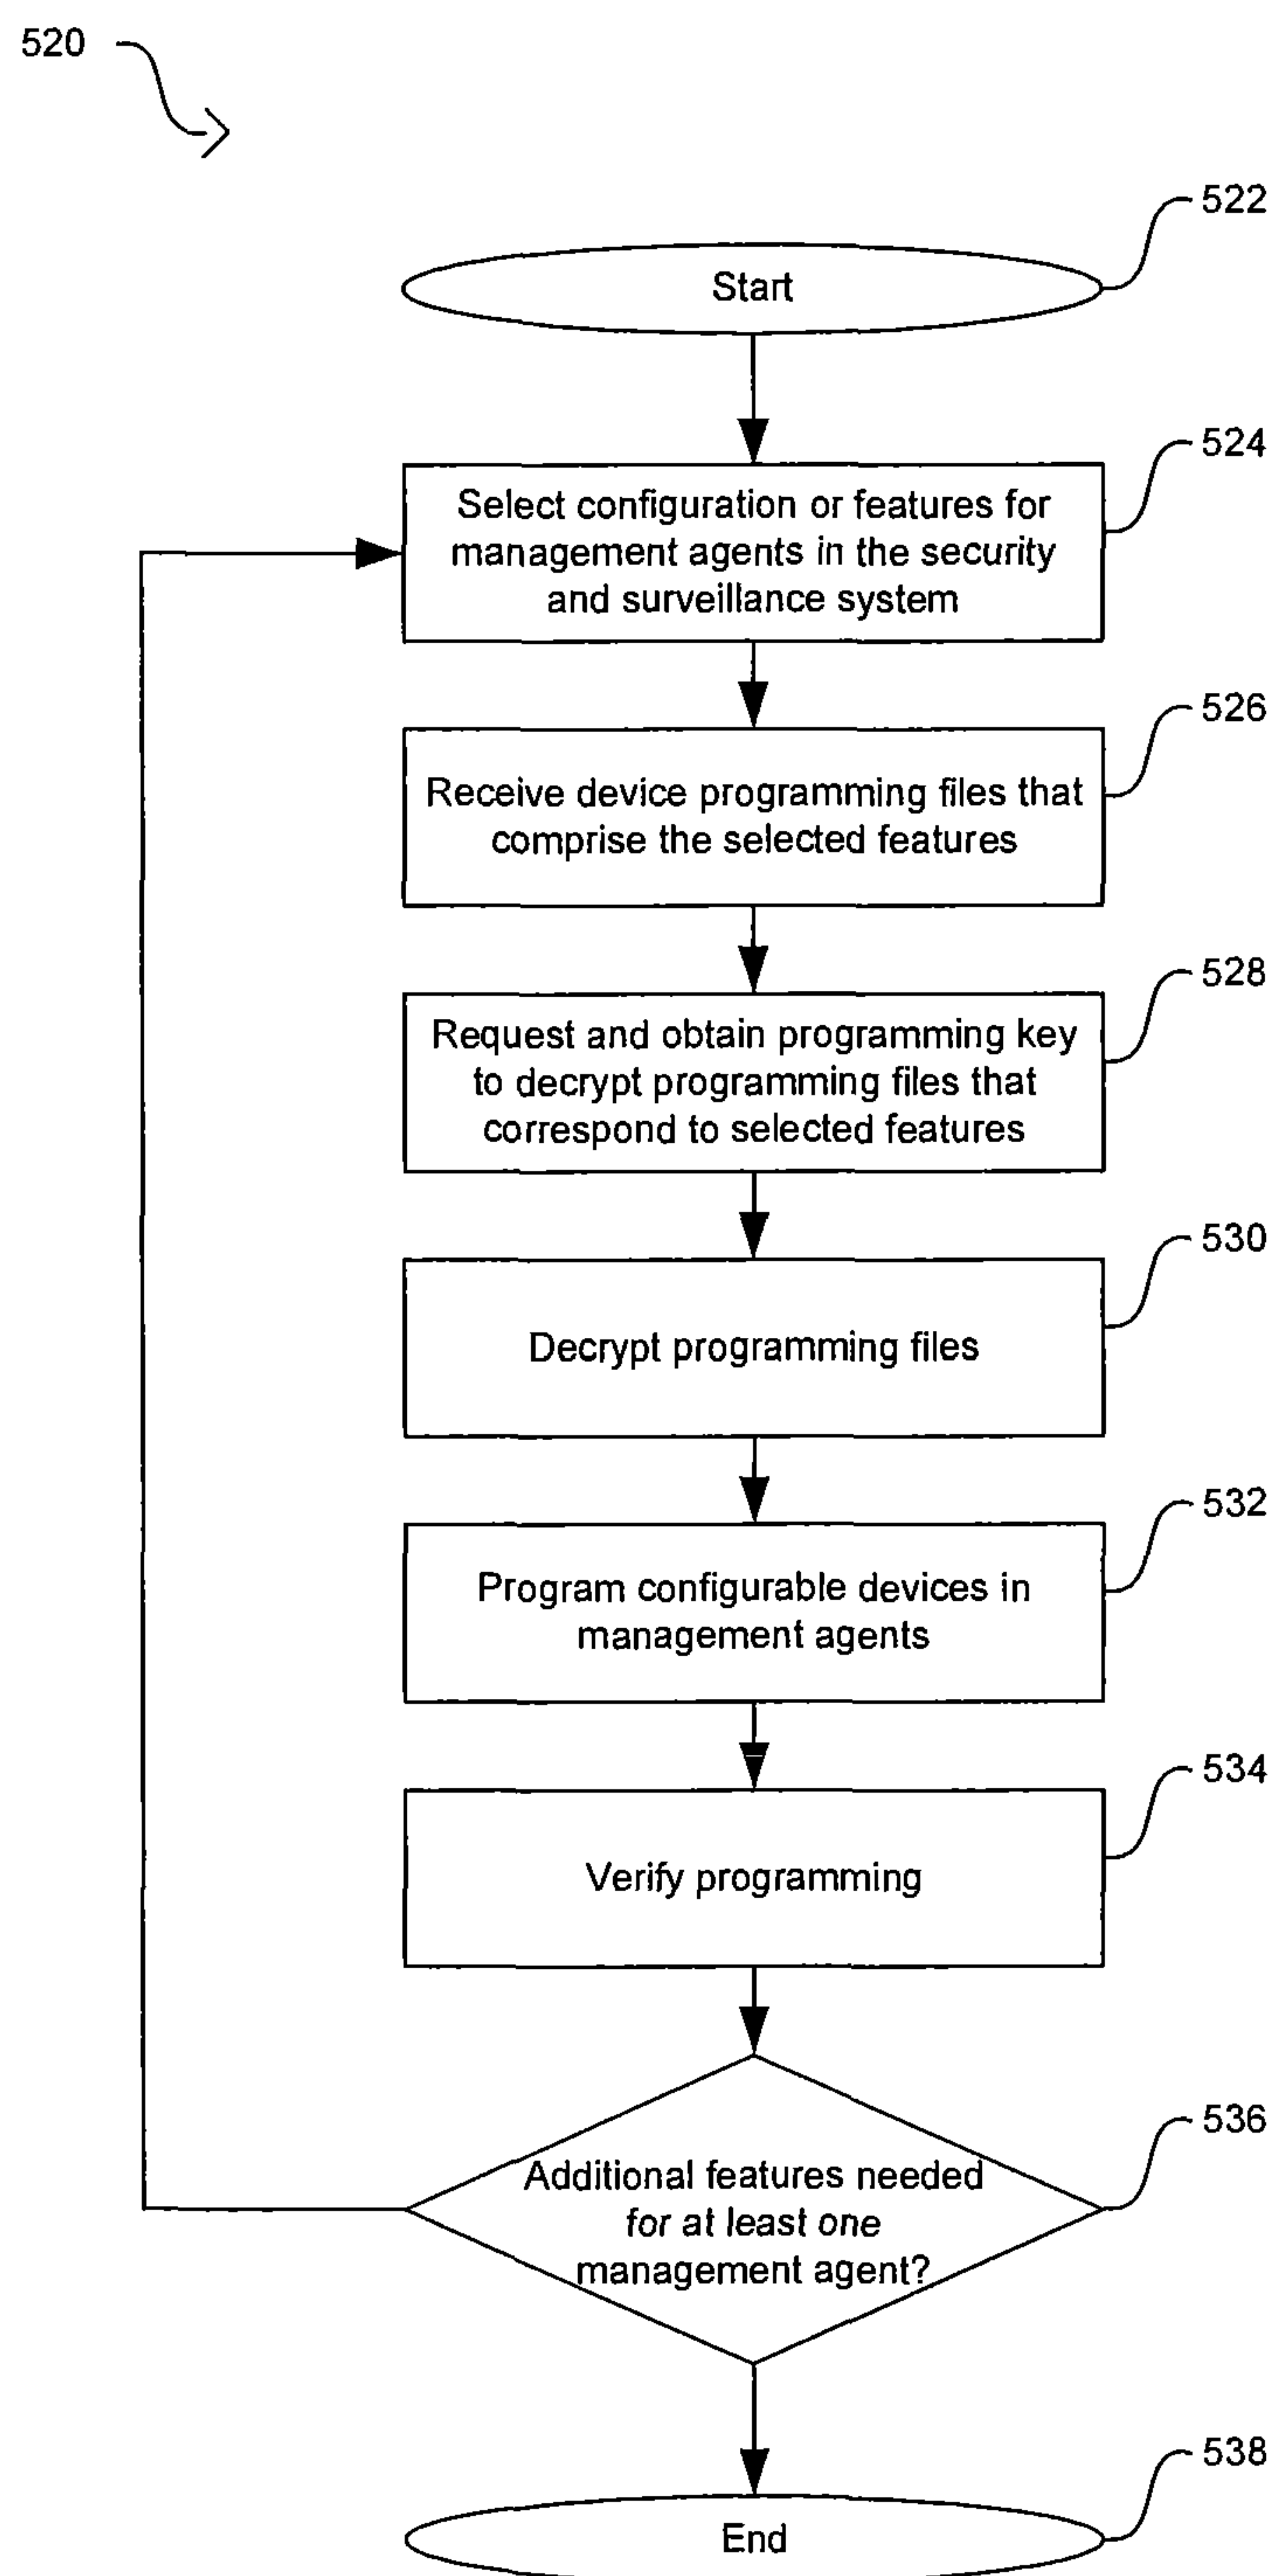 520
522
Start
524
Select configuration or features for
management agents in the security
and surveillance system
526
Receive device programming files that
comprise the selected features
528
Request and obtain programming key
to decrypt programming files that
correspond to selected features
530
Decrypt programming files
532
Program configurable devices in
management agents
534
Verify programming
536
Additional features needed
for at least one
management agent?
538
End